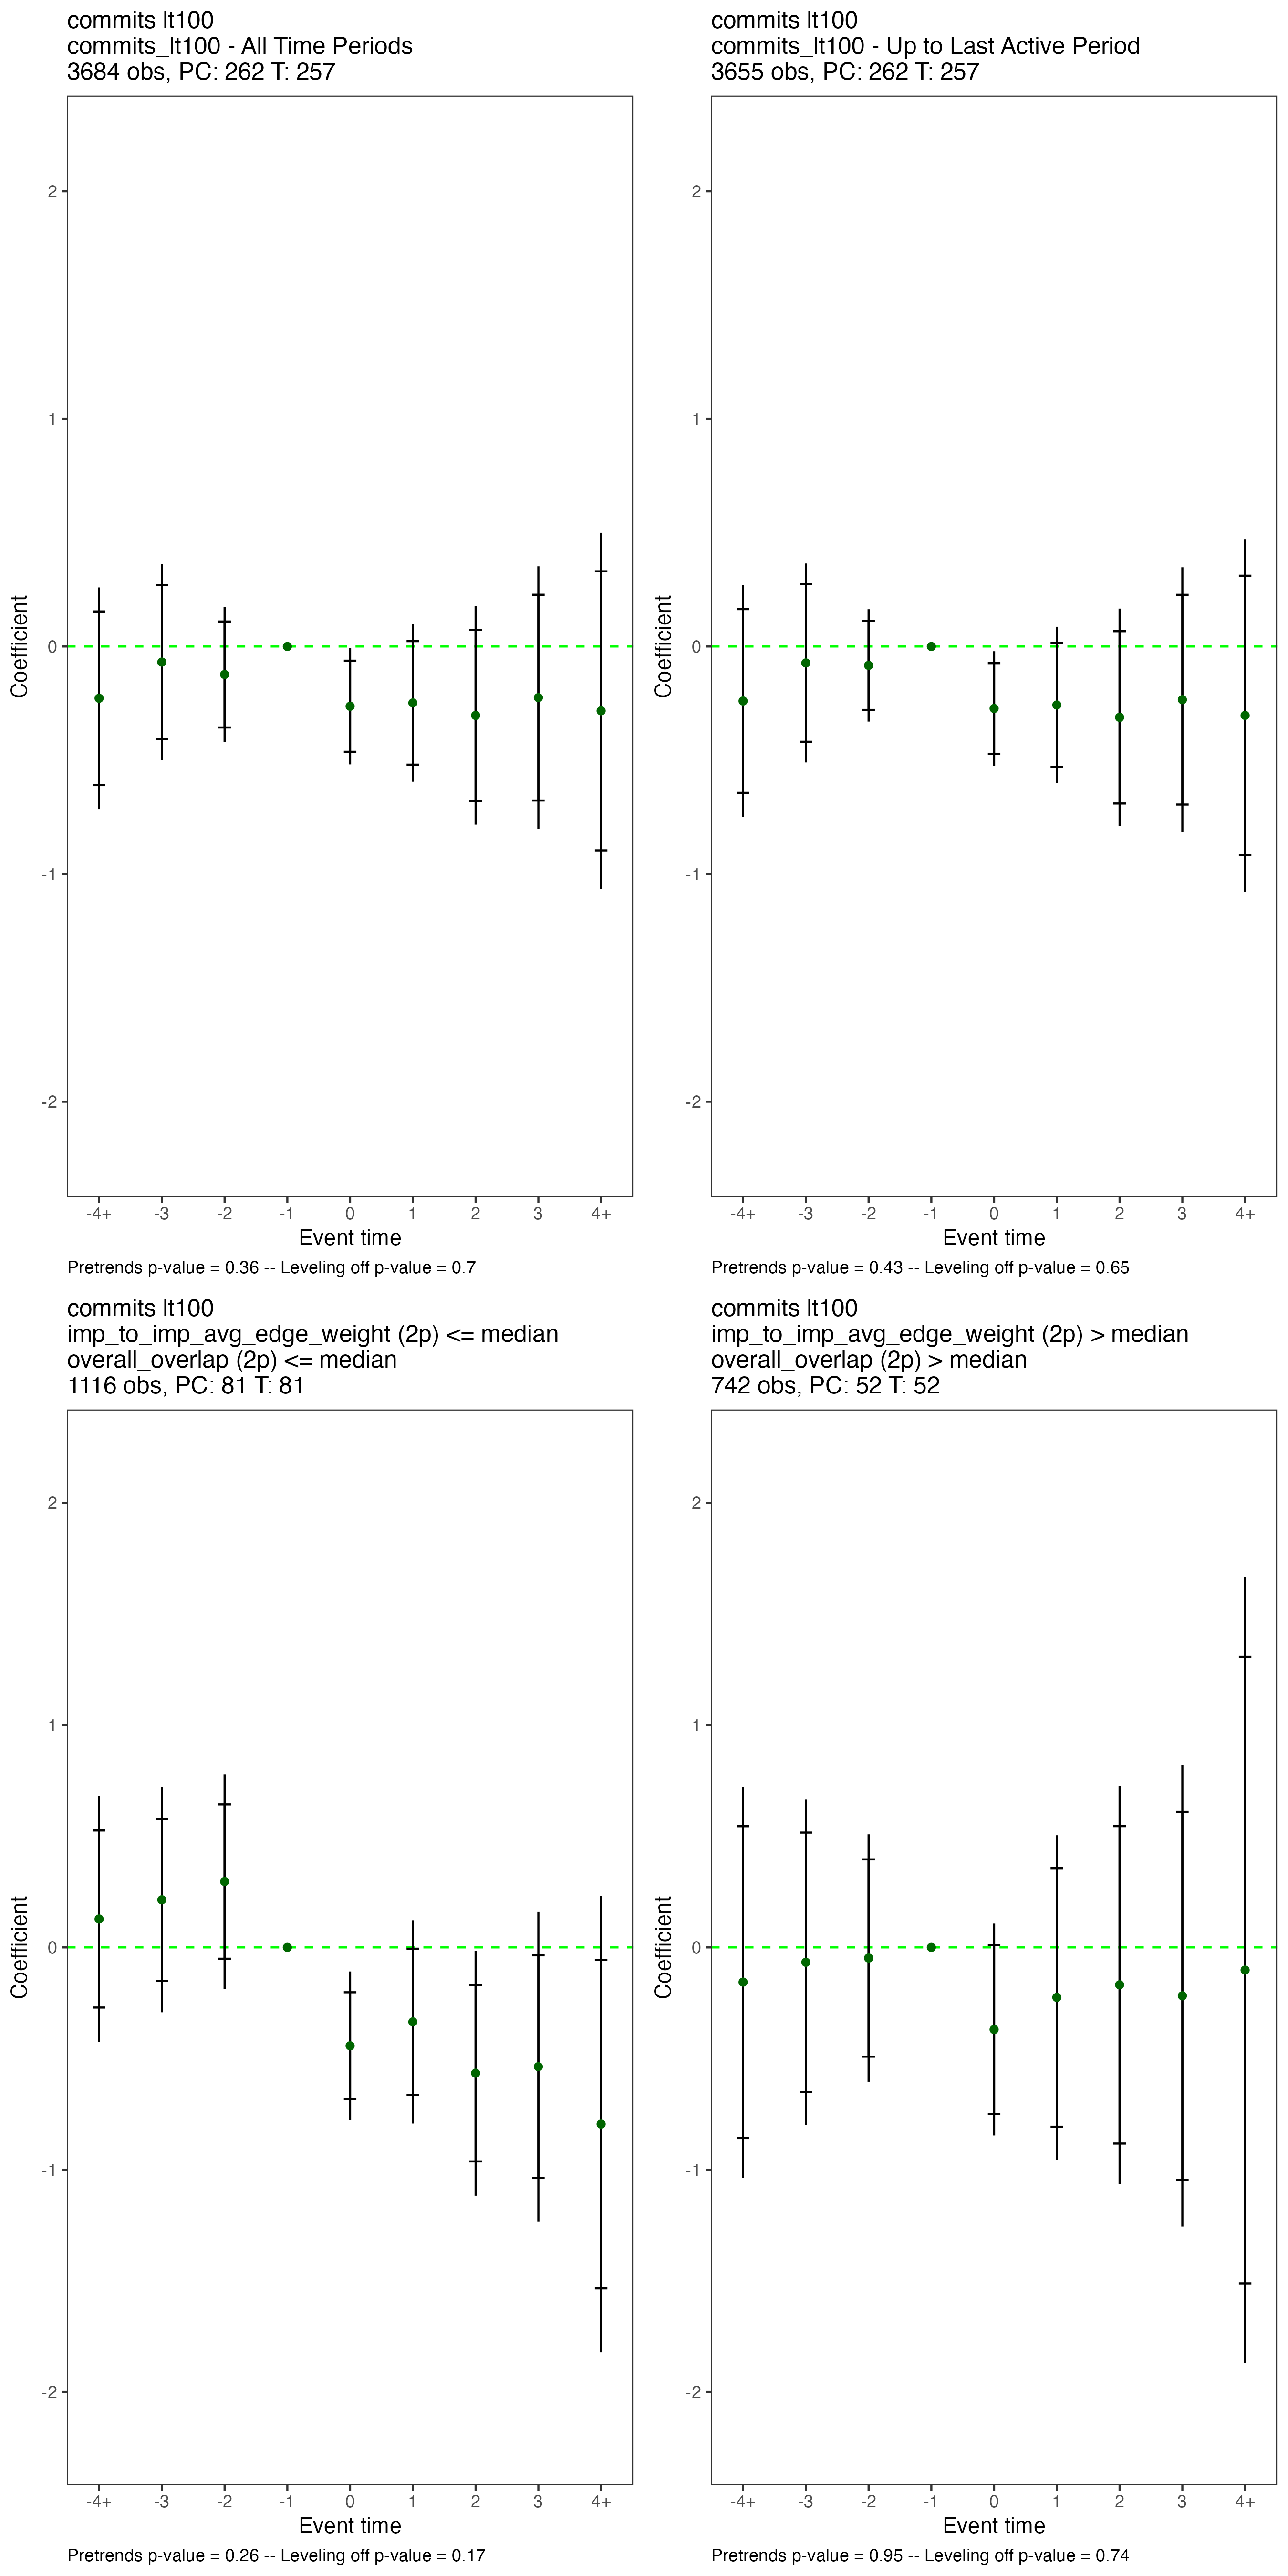 commits lt100
commits_lt100 - All Time Periods
3684 obs, PC: 262 T: 257
2
1
0
-1
-2
Coefficient
-4+ -3 -2 -1 0 1 2 3 4+
Event time
Pretrends p-value = 0.36 -- Leveling off p-value = 0.7
commits lt100
commits_lt100 - Up to Last Active Period
3655 obs, PC: 262 T: 257
2
1
0
-1
-2
Coefficient
-4+ -3 -2 -1 0 1 2 3 4+
Event time
Pretrends p-value = 0.43 -- Leveling off p-value = 0.65
commits lt100
imp_to_imp_avg_edge_weight (2p) <= median
overall_overlap (2p) <= median
1116 obs, PC: 81 T: 81
2
1
0
-1
-2
Coefficient
-4+ -3 -2 -1 0 1 2 3 4+
Event time
Pretrends p-value = 0.26 -- Leveling off p-value = 0.17
commits lt100
imp_to_imp_avg_edge_weight (2p) > median
overall_overlap (2p) > median
742 obs, PC: 52 T: 52
2
1
0
-1
-2
Coefficient
-4+ -3 -2 -1 0 1 2 3 4+
Event time
Pretrends p-value = 0.95 -- Leveling off p-value = 0.74